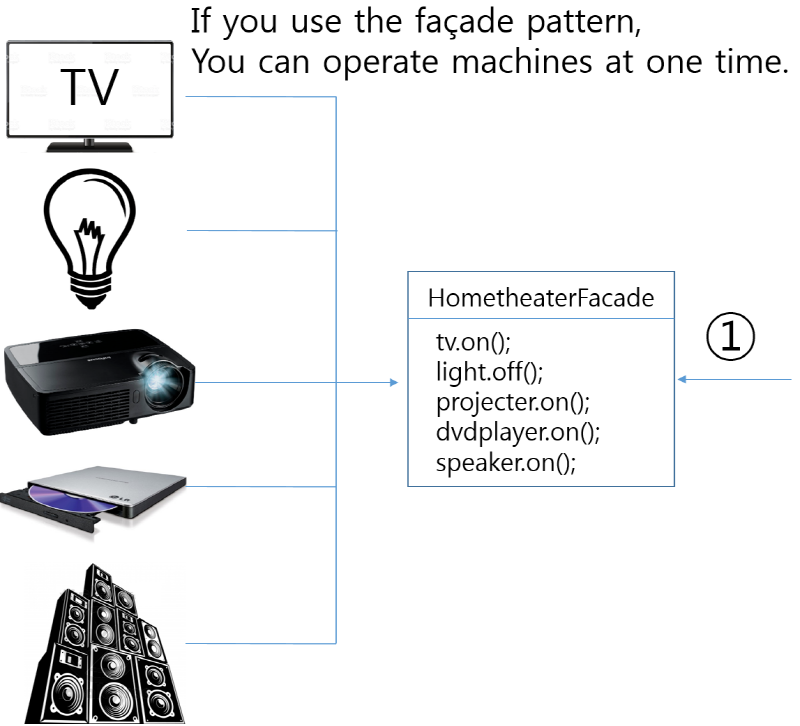 If you use the façade pattern,
You can operate machines at one time.
TV
HometheaterFacade
tv.on();
light.off();
projecter.on();
dvdplayer.on();
speaker.on();
①
LG